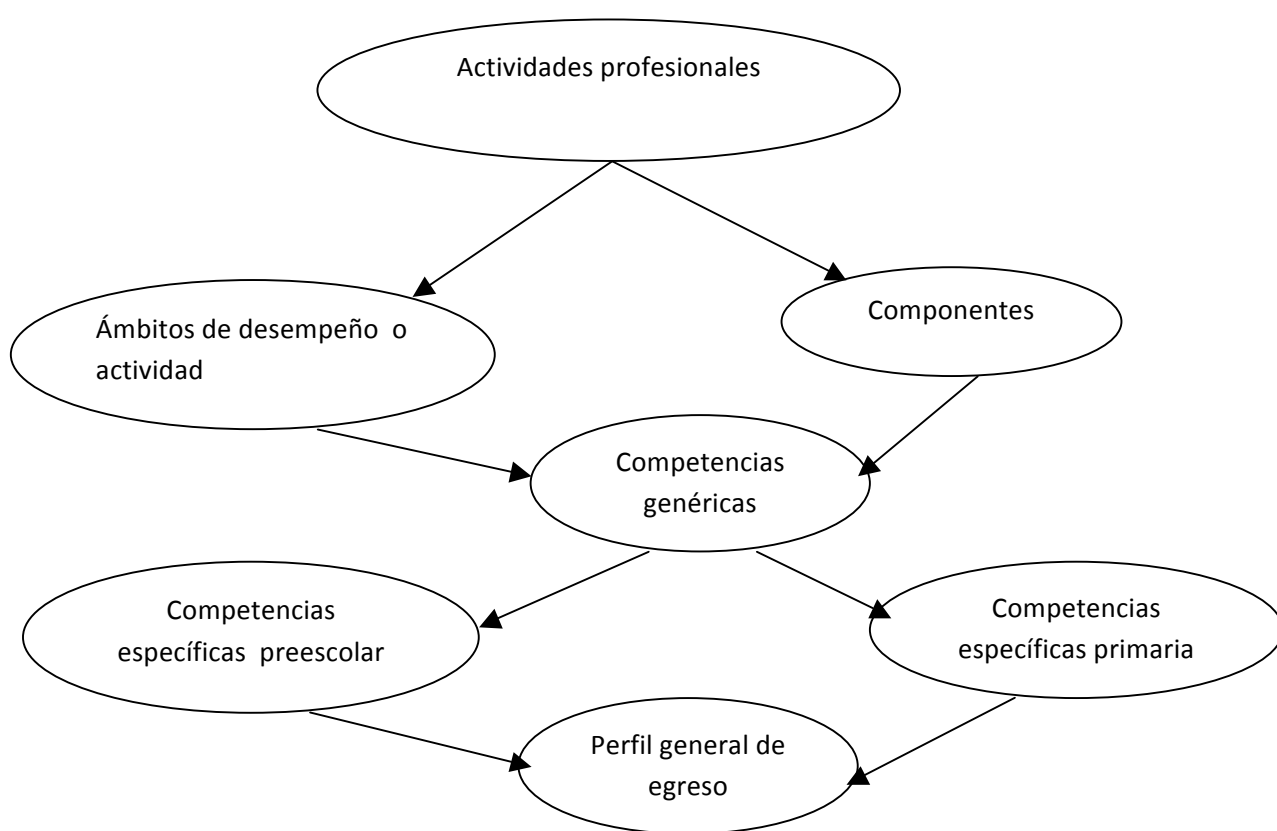 Actividades profesionales
Componentes
Ámbitos de desempeño o
actividad
Competencias
genéricas
Competencias
específicas preescolar
Competencias
específicas primaria
Perfil general de
egreso